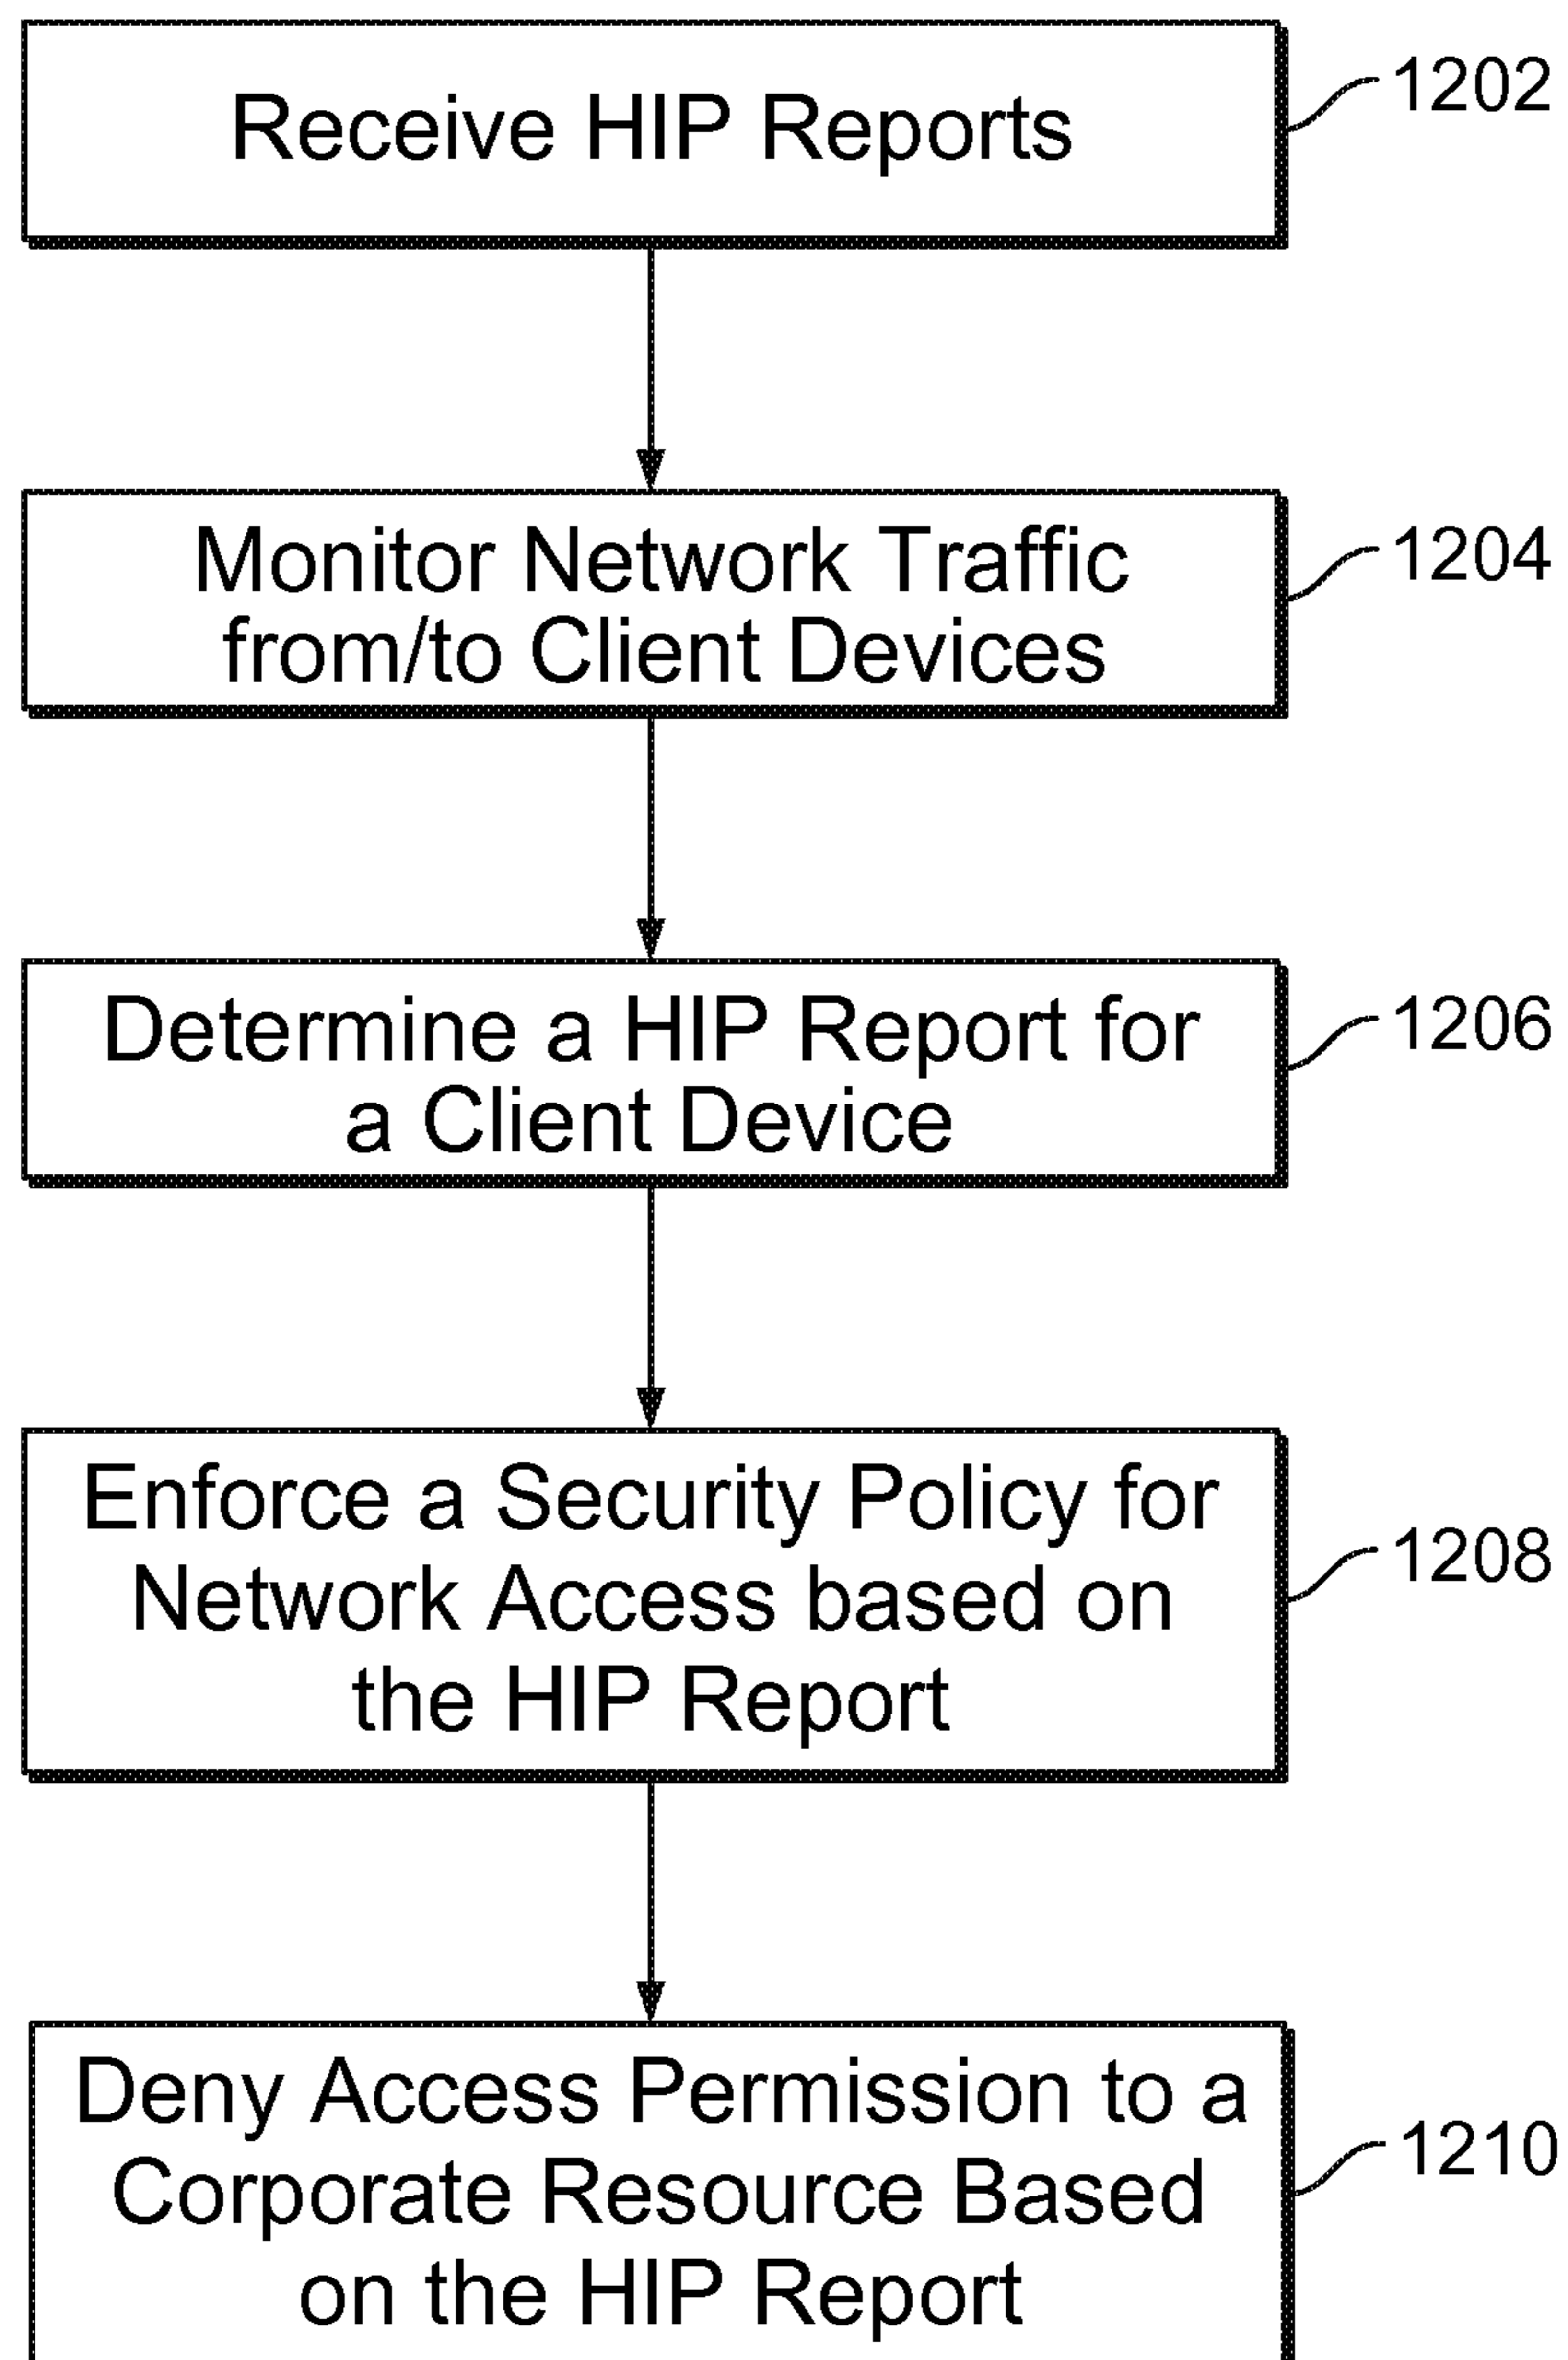 Receive HIP Reports
1202
Monitor Network Traffic
from/to Client Devices
1204
Determine a HIP Report for
a Client Device
1206
Enforce a Security Policy for
Network Access based on
the HIP Report
1208
Deny Access Permission to a
Corporate Resource Based
on the HIP Report
1210